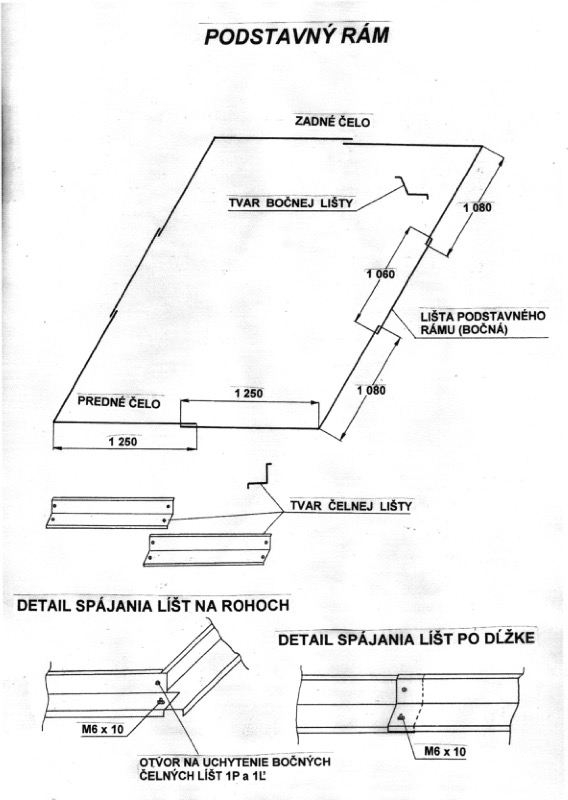 PODSTAVNÝ RÁM
ZADNÉ ČELO
TVAR BOČNEJ LIŠTY
1 080
1 060
LIŠTA PODSTAVNÉHO
RÁMU (BOČNÁ)
1 080
1 250
PREDNÉ ČELO
1 250
TVAR ČELNEJ LIŠTY
DETAIL SPÁJANIA LÍŠT NA ROHOCH
M6 x 10
OTVOR NA UCHYTENIE BOČNÝCH
ČELNÝCH LÍŠT 1P a 1Ľ
DETAIL SPÁJANIA LÍŠT PO DĹŽKE
M6 x 10